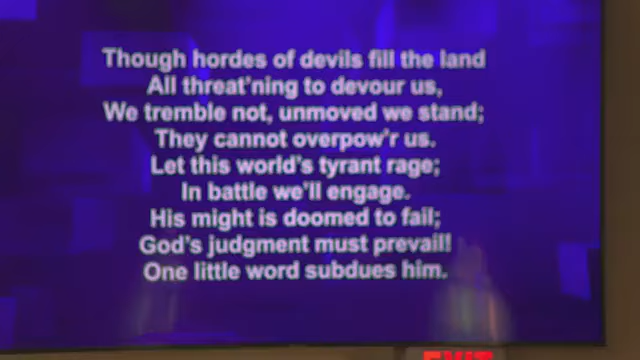 Though hordes of devils fill the land
All threat'ning to devour us,
We tremble not, unmoved we stand;
They cannot overpow'r us.
Let this world's tyrant rage;
In battle we'll engage.
His might is doomed to fail;
God's judgment must prevail!
One little word subdues him.
EXIT